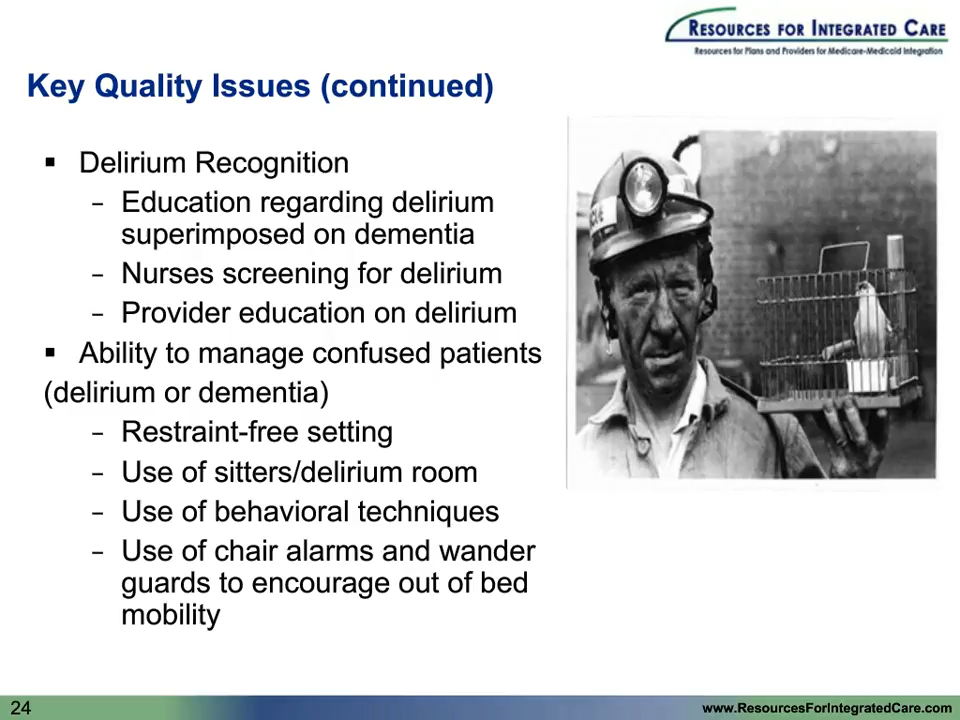 RESOURCES FOR INTEGRATED CARE
Resources for Plans and Providers for Medicare-Medicaid Integration
Key Quality Issues (continued)
▪ Delirium Recognition
– Education regarding delirium
superimposed on dementia
– Nurses screening for delirium
– Provider education on delirium
▪ Ability to manage confused patients
(delirium or dementia)
– Restraint-free setting
– Use of sitters/delirium room
– Use of behavioral techniques
– Use of chair alarms and wander
guards to encourage out of bed
mobility
24
www.ResourcesForIntegratedCare.com